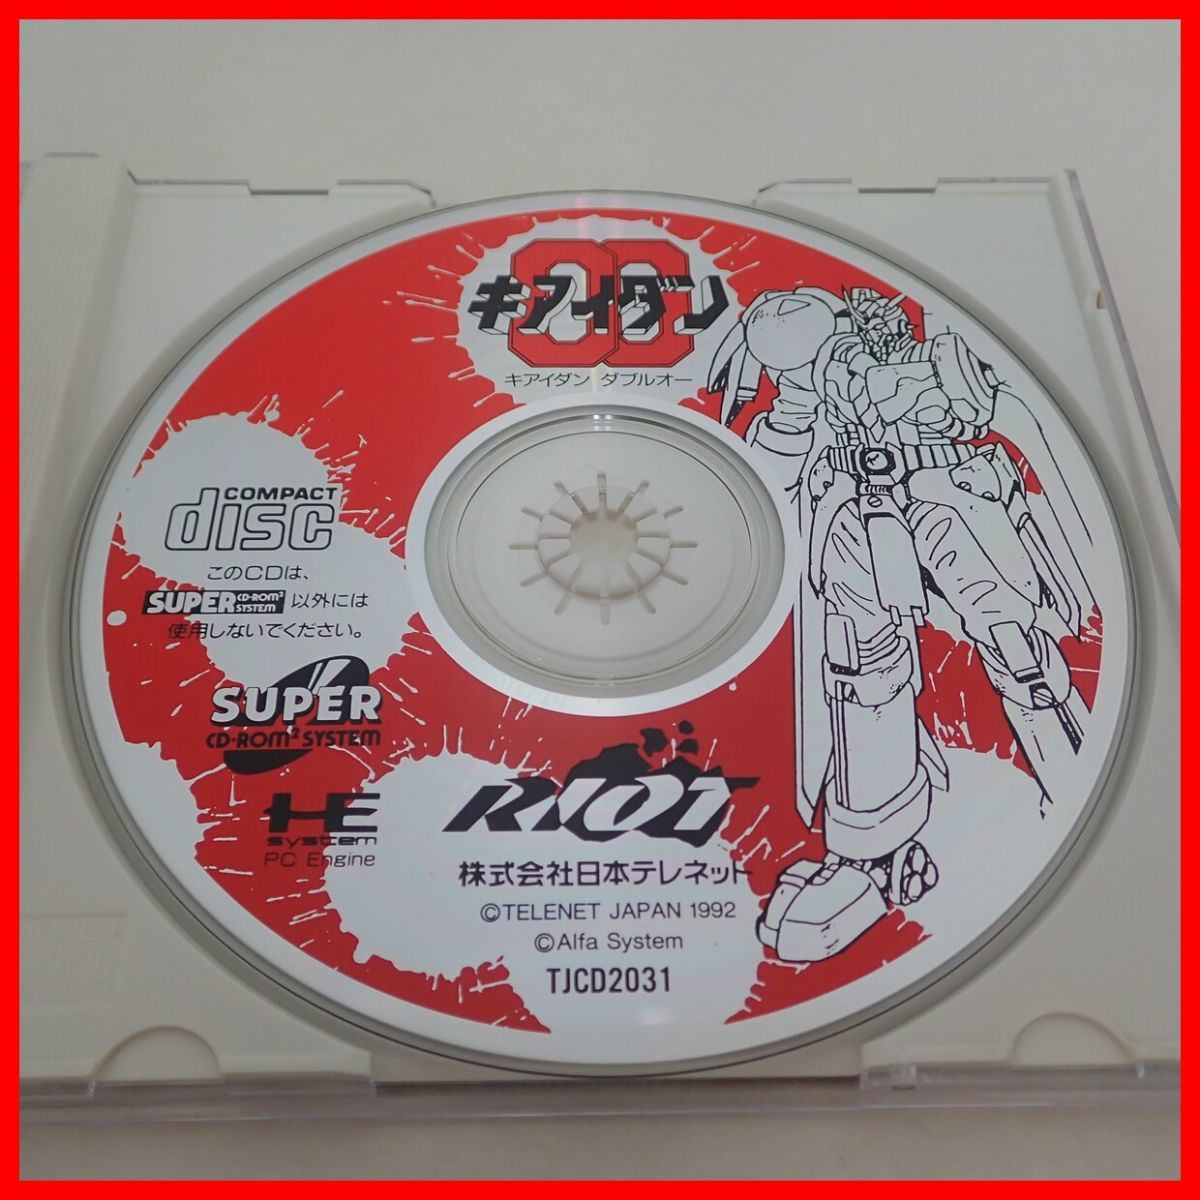 00
キアイダン
キアイダン ダブルオー
COMPACT
disc
このCDは、
SUPER CD-ROM² SYSTEM 以外には
使用しないでください。
SUPER
CD-ROM² SYSTEM
HE
system
PC Engine
RIOT
株式会社日本テレネット
©TELENET JAPAN 1992
©Alfa System
TJCD2031